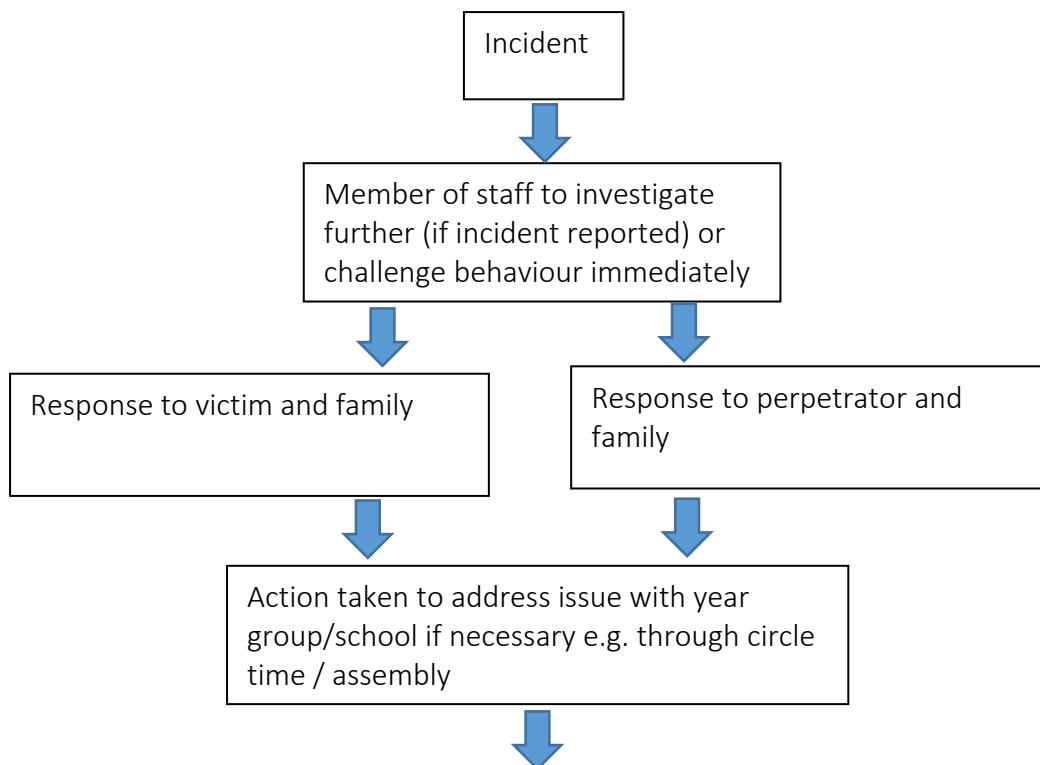 Incident
Member of staff to investigate
further (if incident reported) or
challenge behaviour immediately
Response to victim and family
Response to perpetrator and
family
Action taken to address issue with year
group/school if necessary e.g. through circle
time / assembly